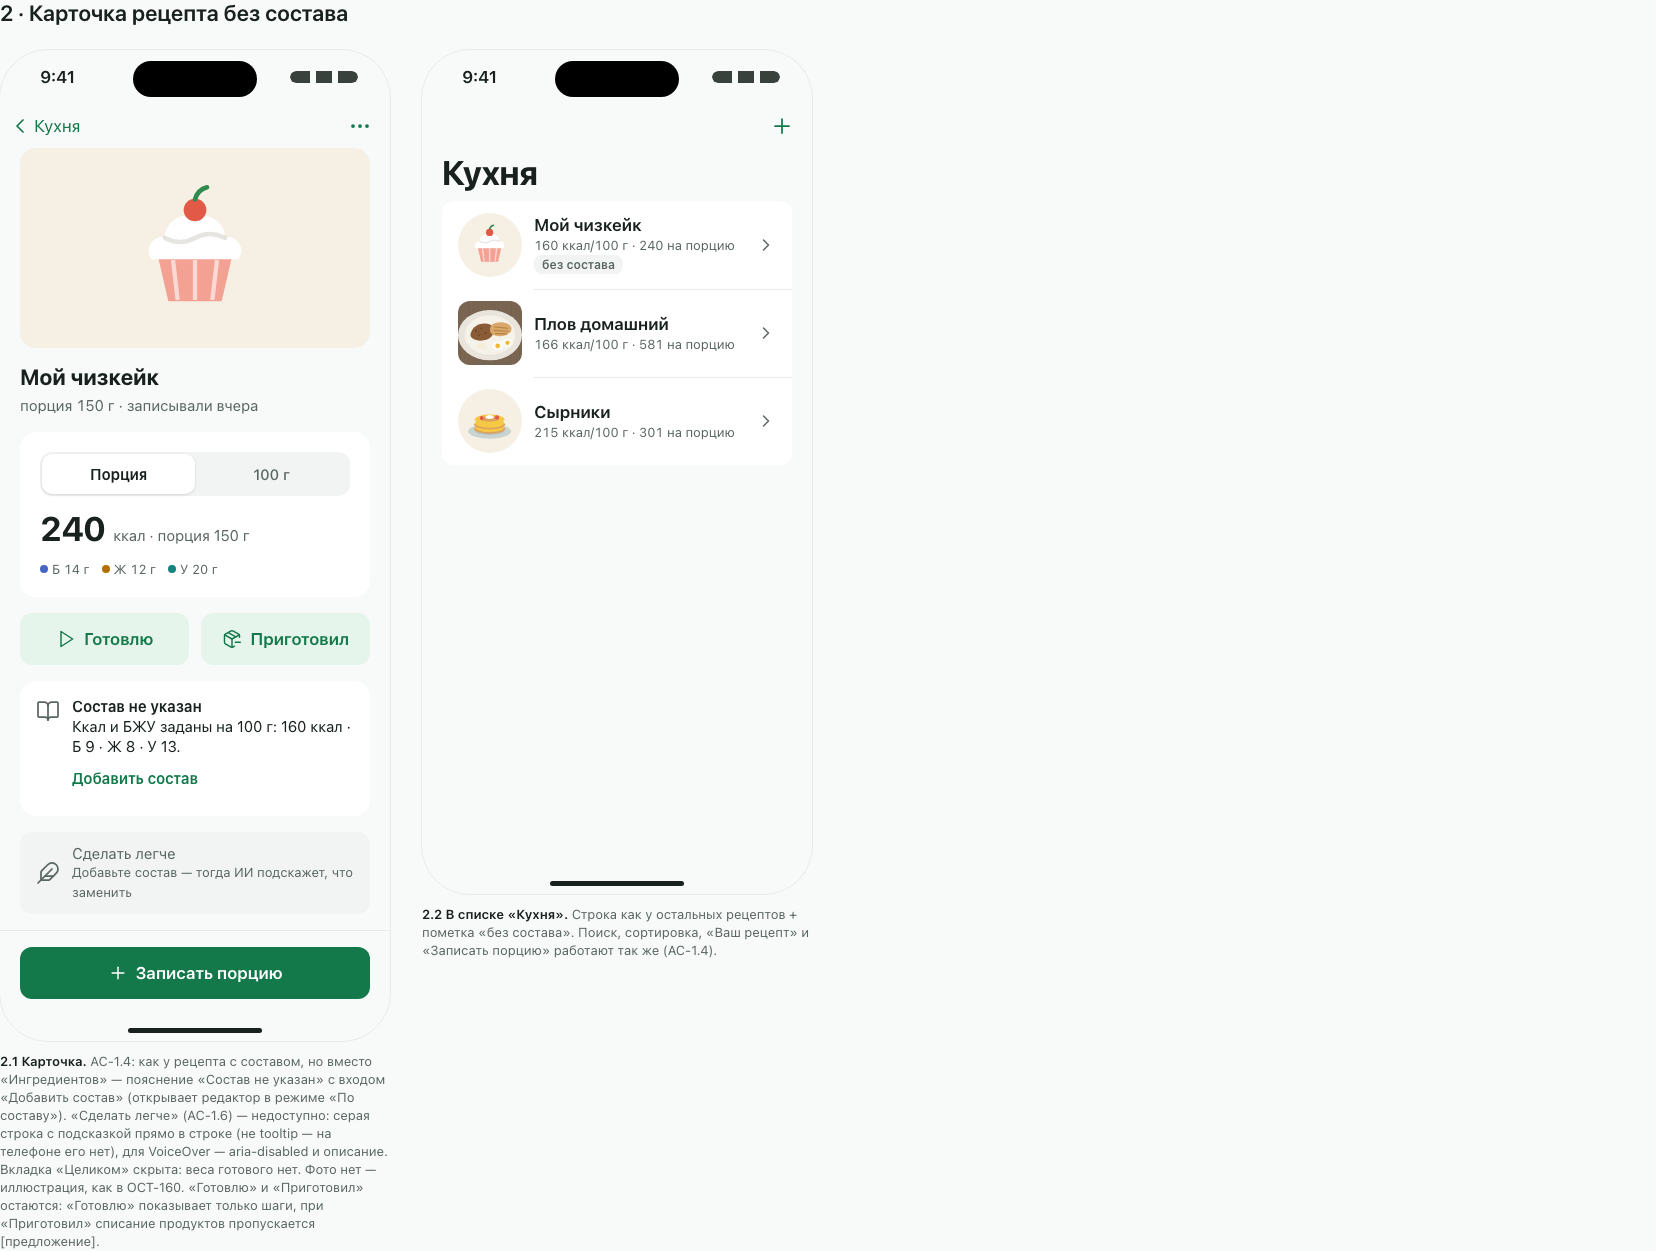 2 · Карточка рецепта без состава
9:41
Кухня
Мой чизкейк
порция 150 г · записывали вчера
Порция
100 г
240 ккал · порция 150 г
Б 14 г Ж 12 г У 20 г
Готовлю
Приготовил
Состав не указан
Ккал и БЖУ заданы на 100 г: 160 ккал ·
Б 9 · Ж 8 · У 13.
Добавить состав
Сделать легче
Добавьте состав — тогда ИИ подскажет, что
заменить
Записать порцию
2.1 Карточка. АС-1.4: как у рецепта с составом, но вместо
«Ингредиентов» — пояснение «Состав не указан» с входом
«Добавить состав» (открывает редактор в режиме «По
составу»). «Сделать легче» (АС-1.6) — недоступно: серая
строка с подсказкой прямо в строке (не tooltip — на
телефоне его нет), для VoiceOver — aria-disabled и описание.
Вкладка «Целиком» скрыта: веса готового нет. Фото нет —
иллюстрация, как в ОСТ-160. «Готовлю» и «Приготовил»
остаются: «Готовлю» показывает только шаги, при
«Приготовил» списание продуктов пропускается
[предложение].
9:41
Кухня
Мой чизкейк
160 ккал/100 г · 240 на порцию
без состава
Плов домашний
166 ккал/100 г · 581 на порцию
Сырники
215 ккал/100 г · 301 на порцию
2.2 В списке «Кухня». Строка как у остальных рецептов +
пометка «без состава». Поиск, сортировка, «Ваш рецепт» и
«Записать порцию» работают так же (АС-1.4).